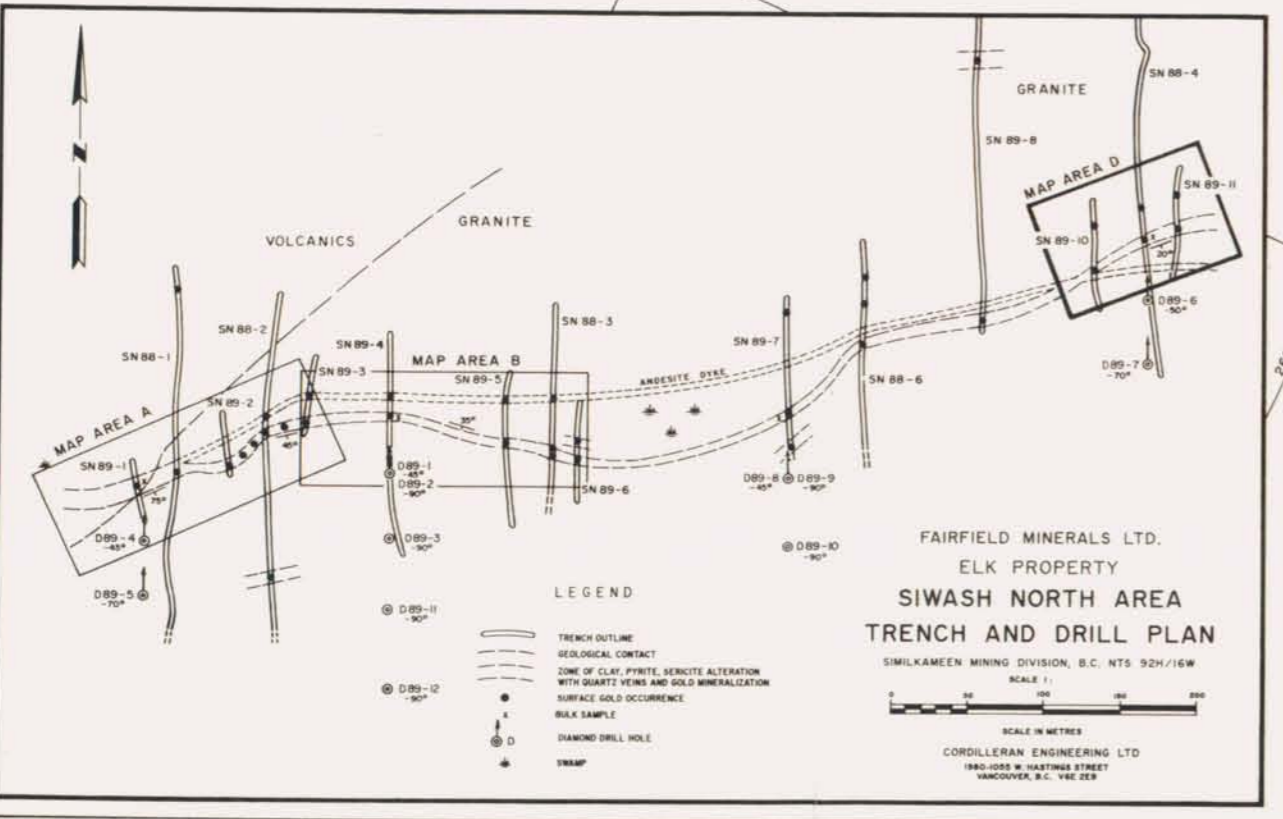 N
VOLCANICS
GRANITE
GRANITE
SN 88-4
SN 89-8
MAP AREA D
SN 89-11
SN 89-10
20°
D89-6
-50°
D89-7
-70°
SN 88-1
SN 88-2
SN 89-4
SN 89-3
MAP AREA B
SN 88-3
SN 89-5
SN 89-7
ANDESITE DYKE
SN 88-6
MAP AREA A
SN 89-2
SN 89-1
75°
35°
D89-1
-45°
D89-2
-90°
D89-8
-45°
D89-9
-90°
SN 89-6
D89-4
-45°
D89-3
-90°
D89-10
-90°
D89-5
-70°
D89-11
-90°
D89-12
-90°
LEGEND
TRENCH OUTLINE
GEOLOGICAL CONTACT
ZONE OF CLAY, PYRITE, SERICITE ALTERATION
WITH QUARTZ VEINS AND GOLD MINERALIZATION
SURFACE GOLD OCCURRENCE
x BULK SAMPLE
D DIAMOND DRILL HOLE
SWAMP
FAIRFIELD MINERALS LTD.
ELK PROPERTY
SIWASH NORTH AREA
TRENCH AND DRILL PLAN
SIMILKAMEEN MINING DIVISION, B.C. NTS 92H/16W
SCALE 1:
0 50 100 150 200
SCALE IN METRES
CORDILLERAN ENGINEERING LTD
1980-1055 W. HASTINGS STREET
VANCOUVER, B.C. V6E 2E9